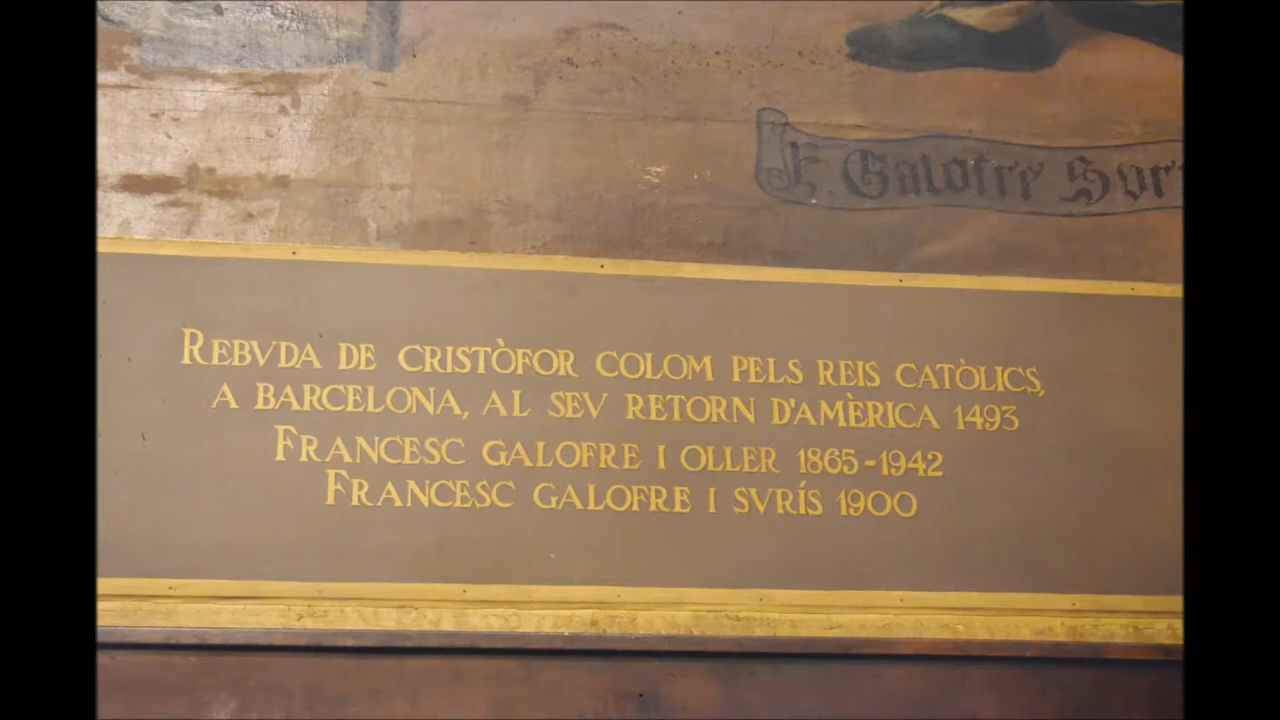 F. Galofre Sur
REBVDA DE CRISTÒFOR COLOM PELS REIS CATÒLICS,
A BARCELONA, AL SEV RETORN D'AMÈRICA 1493
FRANCESC GALOFRE I OLLER 1865-1942
FRANCESC GALOFRE I SVRÍS 1900